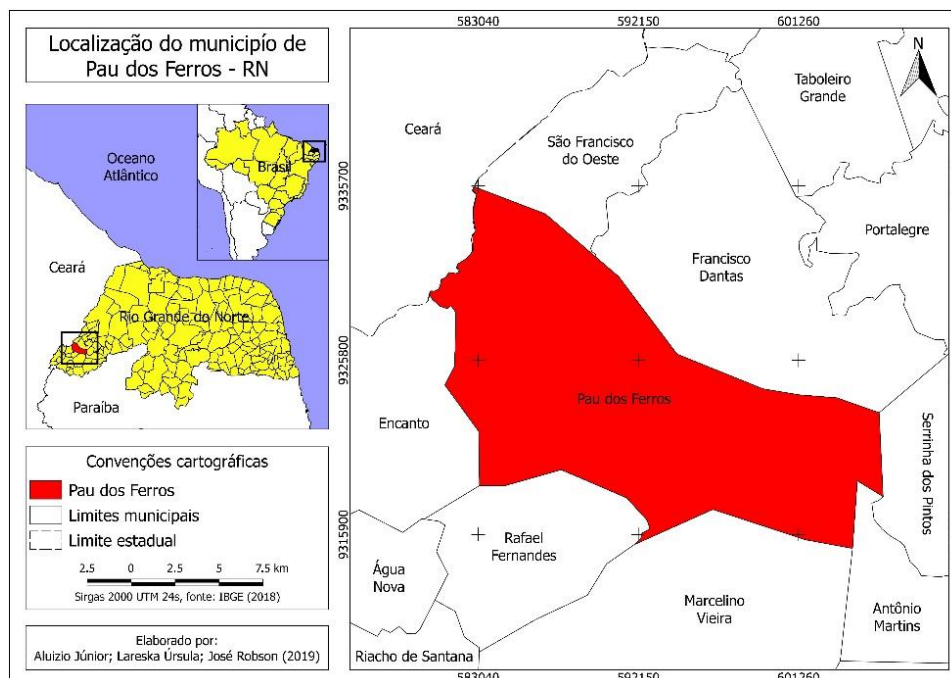 Localização do município de
Pau dos Ferros - RN
Oceano
Atlântico
Brasil
Ceará
Rio Grande do Norte
Paraíba
Convenções cartográficas
Pau dos Ferros
Limites municipais
Limite estadual
2.5 0 2.5 5 7.5 km
Sirgas 2000 UTM 24s, fonte: IBGE (2018)
Elaborado por:
Aluizio Júnior; Lareska Úrsula; José Robson (2019)
583040 592150 601260
N
Ceará
São Francisco
do Oeste
Taboleiro
Grande
9335700
Francisco
Dantas
Portalegre
9325800
Pau dos Ferros
Encanto
Serrinha dos Pintos
9315900
Rafael
Fernandes
Água
Nova
Marcelino
Vieira
Antônio
Martins
Riacho de Santana
583040 592150 601260